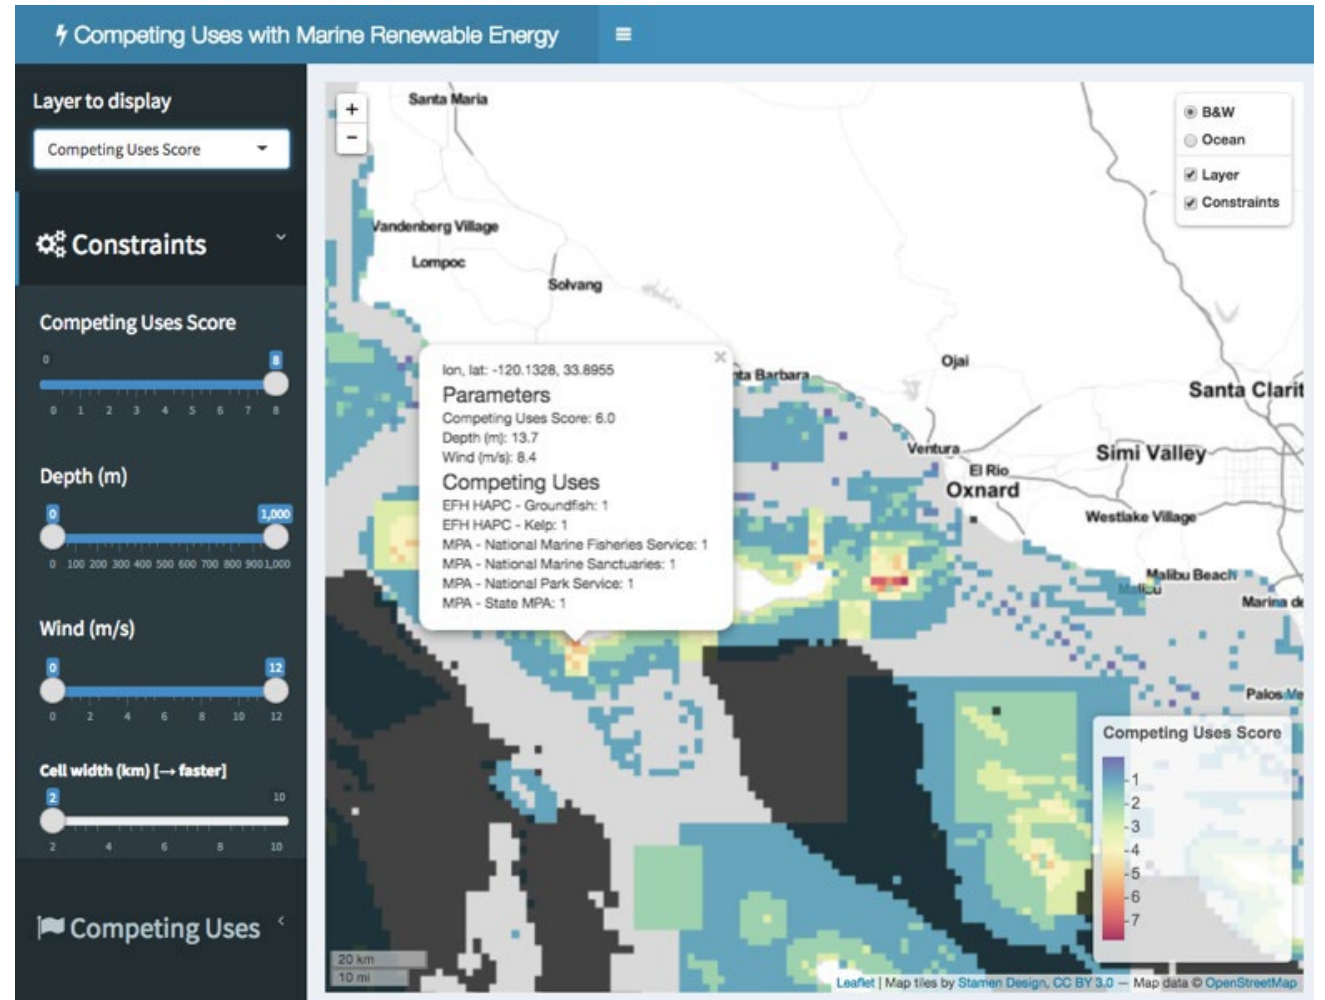 Competing Uses with Marine Renewable Energy
Layer to display
Competing Uses Score
Constraints
Competing Uses Score
0 8
0 1 2 3 4 5 6 7 8
Depth (m)
0 1,000
0 100 200 300 400 500 600 700 800 900 1,000
Wind (m/s)
0 12
0 2 4 6 8 10 12
Cell width (km) [→ faster]
2 10
2 4 6 8 10
Competing Uses
+
−
Santa Maria
Vandenberg Village
Lompoc
Solvang
nta Barbara
Ojai
Santa Clarit
Ventura
El Rio
Oxnard
Simi Valley
Westlake Village
Malibu Beach
Malibu
Marina de
Palos Ve
B&W
Ocean
Layer
Constraints
×
lon, lat: -120.1328, 33.8955
Parameters
Competing Uses Score: 6.0
Depth (m): 13.7
Wind (m/s): 8.4
Competing Uses
EFH HAPC - Groundfish: 1
EFH HAPC - Kelp: 1
MPA - National Marine Fisheries Service: 1
MPA - National Marine Sanctuaries: 1
MPA - National Park Service: 1
MPA - State MPA: 1
Competing Uses Score
1
2
3
4
5
6
7
20 km
10 mi
Leaflet | Map tiles by Stamen Design, CC BY 3.0 — Map data © OpenStreetMap